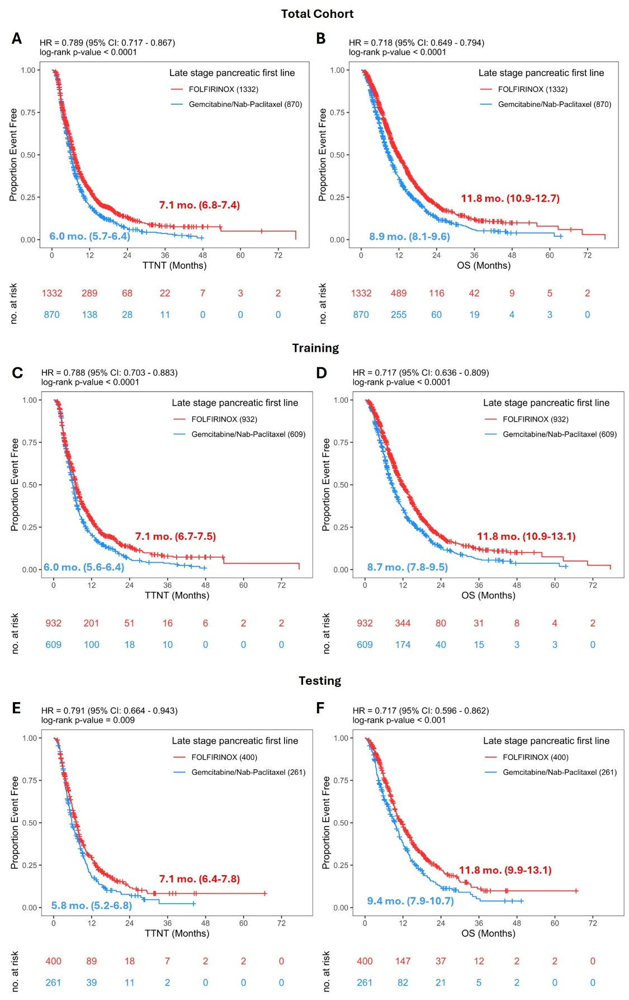 Total Cohort
A
HR = 0.789 (95% CI: 0.717 - 0.867)
log-rank p-value < 0.0001
Late stage pancreatic first line
FOLFIRINOX (1332)
Gemcitabine/Nab-Paclitaxel (870)
Proportion Event Free
1.00
0.75
0.50
0.25
0.00
7.1 mo. (6.8-7.4)
6.0 mo. (5.7-6.4)
0 12 24 36 48 60 72
TTNT (Months)
no. at risk
1332 289 68 22 7 3 2
870 138 28 11 0 0 0
B
HR = 0.718 (95% CI: 0.649 - 0.794)
log-rank p-value < 0.0001
Late stage pancreatic first line
FOLFIRINOX (1332)
Gemcitabine/Nab-Paclitaxel (870)
Proportion Event Free
1.00
0.75
0.50
0.25
0.00
11.8 mo. (10.9-12.7)
8.9 mo. (8.1-9.6)
0 12 24 36 48 60 72
OS (Months)
no. at risk
1332 489 116 42 9 5 2
870 255 60 19 4 3 0
Training
C
HR = 0.788 (95% CI: 0.703 - 0.883)
log-rank p-value < 0.0001
Late stage pancreatic first line
FOLFIRINOX (932)
Gemcitabine/Nab-Paclitaxel (609)
Proportion Event Free
1.00
0.75
0.50
0.25
0.00
7.1 mo. (6.7-7.5)
6.0 mo. (5.6-6.4)
0 12 24 36 48 60 72
TTNT (Months)
no. at risk
932 201 51 16 6 2 2
609 100 18 10 0 0 0
D
HR = 0.717 (95% CI: 0.636 - 0.809)
log-rank p-value < 0.0001
Late stage pancreatic first line
FOLFIRINOX (932)
Gemcitabine/Nab-Paclitaxel (609)
Proportion Event Free
1.00
0.75
0.50
0.25
0.00
11.8 mo. (10.9-13.1)
8.7 mo. (7.8-9.5)
0 12 24 36 48 60 72
OS (Months)
no. at risk
932 344 80 31 8 4 2
609 174 40 15 3 3 0
Testing
E
HR = 0.791 (95% CI: 0.664 - 0.943)
log-rank p-value = 0.009
Late stage pancreatic first line
FOLFIRINOX (400)
Gemcitabine/Nab-Paclitaxel (261)
Proportion Event Free
1.00
0.75
0.50
0.25
0.00
7.1 mo. (6.4-7.8)
5.8 mo. (5.2-6.8)
0 12 24 36 48 60 72
TTNT (Months)
no. at risk
400 89 18 7 2 2 0
261 39 11 2 0 0 0
F
HR = 0.717 (95% CI: 0.596 - 0.862)
log-rank p-value < 0.001
Late stage pancreatic first line
FOLFIRINOX (400)
Gemcitabine/Nab-Paclitaxel (261)
Proportion Event Free
1.00
0.75
0.50
0.25
0.00
11.8 mo. (9.9-13.1)
9.4 mo. (7.9-10.7)
0 12 24 36 48 60 72
OS (Months)
no. at risk
400 147 37 12 2 2 0
261 82 21 5 2 0 0